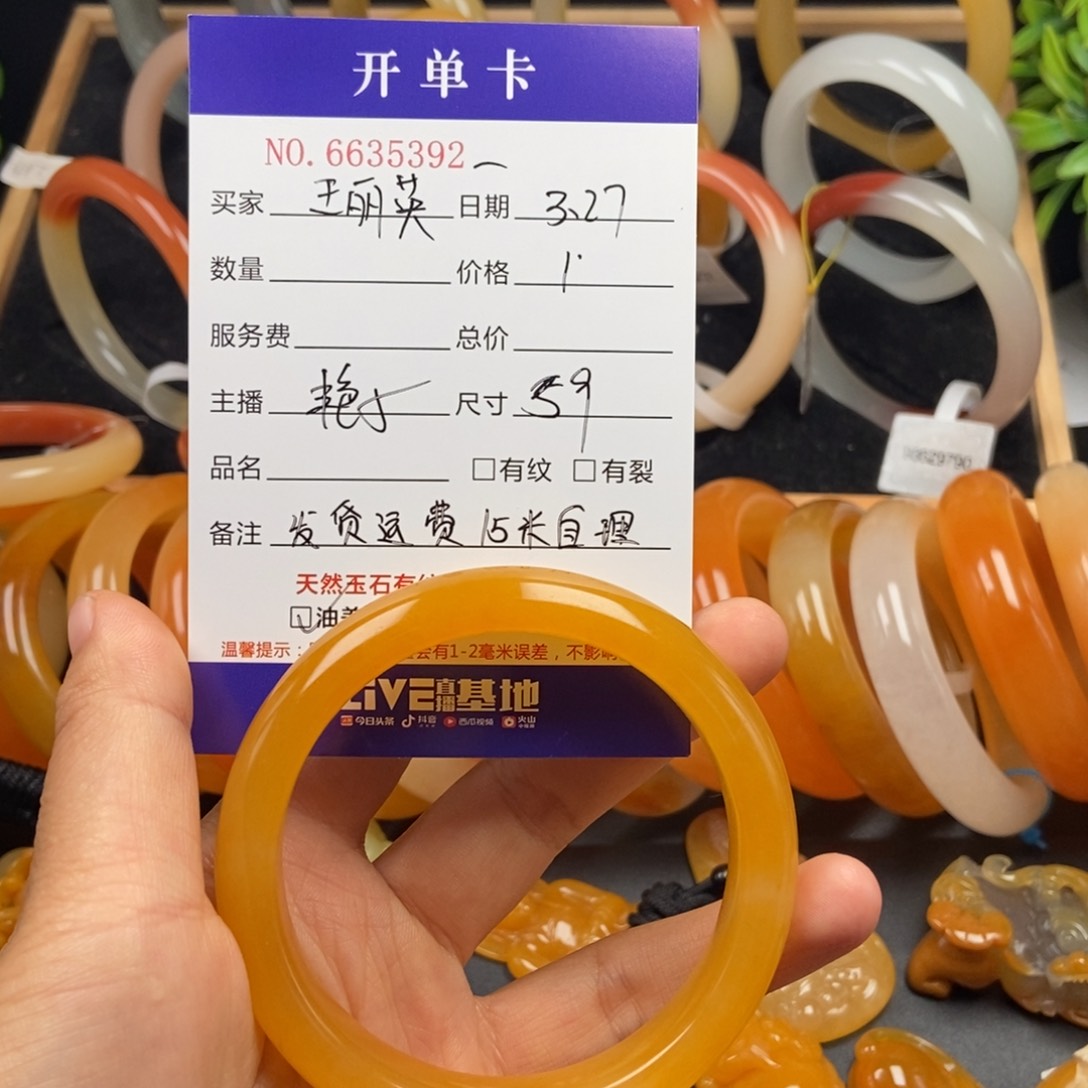 开单卡
NO. 6635392
买家 王丽英 日期 3.27
数量 价格 1
服务费 总价
主播 尺寸 59
品名 □有纹 □有裂
备注 发货运费15米自理
天然玉石有
油
温馨提示： 会有1-2毫米误差，不影
LIVE直播基地
今日头条 抖音 西瓜视频 火山